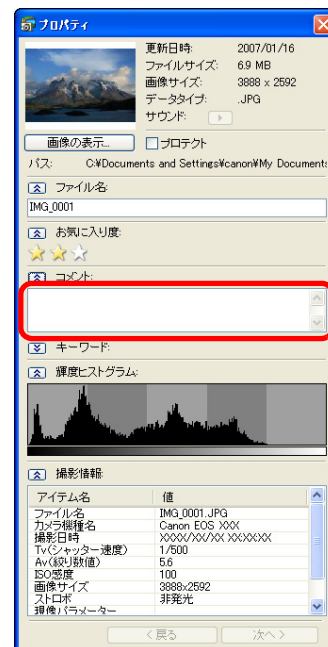 プロパティ
更新日時: 2007/01/16
ファイルサイズ: 6.9 MB
画像サイズ: 3888 x 2592
データタイプ: .JPG
サウンド:
画像の表示...
プロテクト
パス: C:¥Documents and Settings¥canon¥My Documents
ファイル名:
IMG_0001
お気に入り度:
コメント:
キーワード:
輝度ヒストグラム:
撮影情報:
アイテム名 値
ファイル名 IMG_0001.JPG
カメラ機種名 Canon EOS XXX
撮影日時 XXXX/XX/XX XX:XX:XX
Tv(シャッター速度) 1/500
Av(絞り数値) 5.6
ISO感度 100
画像サイズ 3888x2592
ストロボ 非発光
現像パラメーター
< 戻る 次へ >